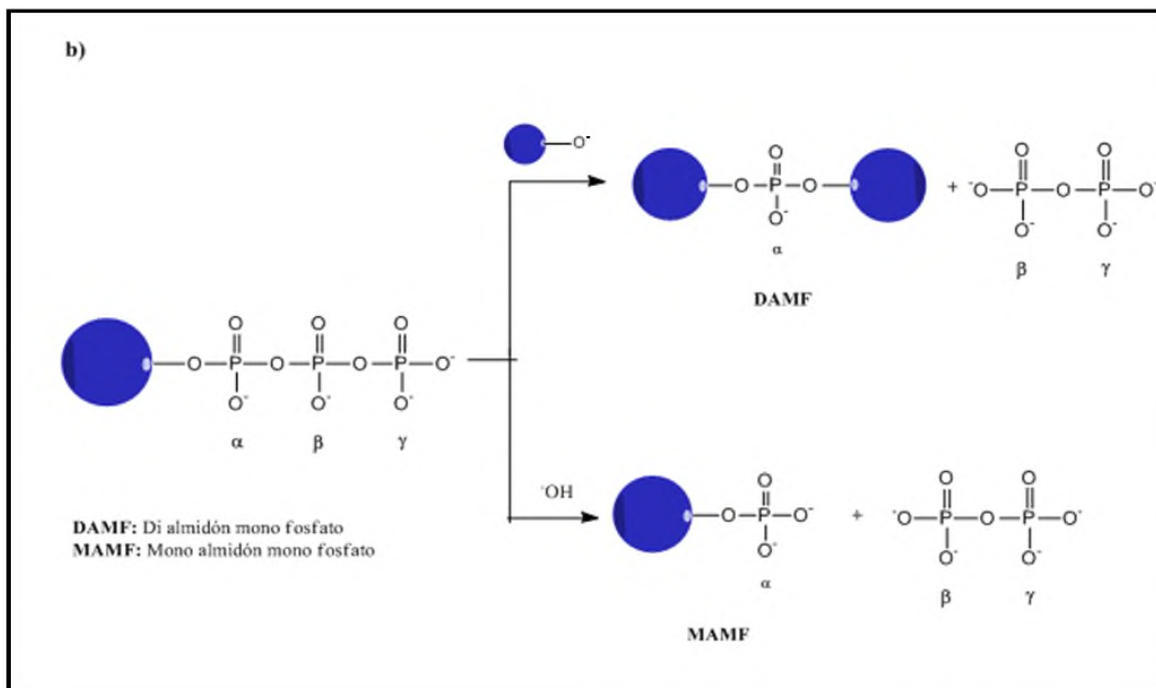 b)
O⁻
O
O P O
O⁻
α
DAMF
+
O O
⁻O P O P O⁻
O⁻ O⁻
β γ
O O O
O P O P O P O⁻
O⁻ O⁻ O⁻
α β γ
⁻OH
O
O P O⁻
O⁻
α
MAMF
+
O O
⁻O P O P O⁻
O⁻ O⁻
β γ
DAMF: Di almidón mono fosfato
MAMF: Mono almidón mono fosfato